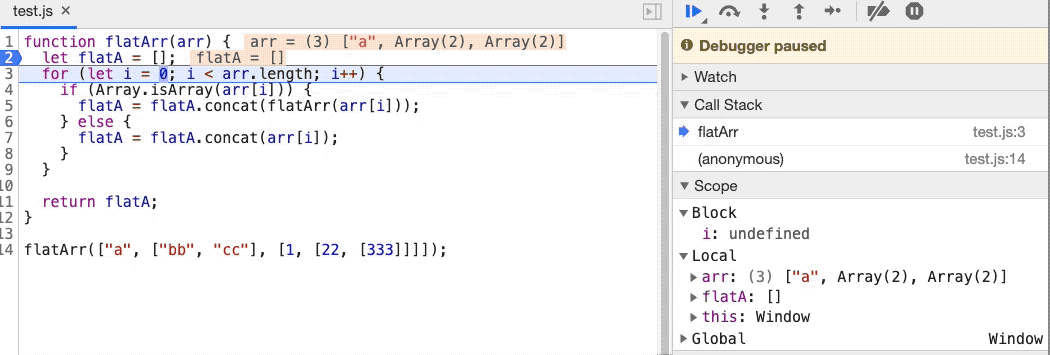 test.js ×
1 function flatArr(arr) { arr = (3) ["a", Array(2), Array(2)]
2 let flatA = []; flatA = []
3 for (let i = 0; i < arr.length; i++) {
4 if (Array.isArray(arr[i])) {
5 flatA = flatA.concat(flatArr(arr[i]));
6 } else {
7 flatA = flatA.concat(arr[i]);
8 }
9 }
10
11 return flatA;
12 }
13
14 flatArr(["a", ["bb", "cc"], [1, [22, [333]]]]);
Debugger paused
Watch
Call Stack
flatArr test.js:3
(anonymous) test.js:14
Scope
Block
i: undefined
Local
arr: (3) ["a", Array(2), Array(2)]
flatA: []
this: Window
Global Window